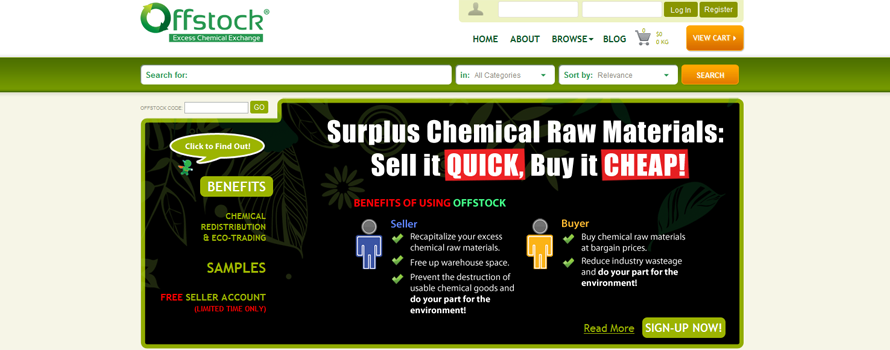 Offstock®
Excess Chemical Exchange
Log In
Register
HOME
ABOUT
BROWSE
BLOG
0
$0
0 KG
VIEW CART
Search for:
in: All Categories
Sort by: Relevance
SEARCH
OFFSTOCK CODE:
GO
Click to Find Out!
BENEFITS
CHEMICAL
REDISTRIBUTION
& ECO-TRADING
SAMPLES
FREE SELLER ACCOUNT
(LIMITED TIME ONLY)
Surplus Chemical Raw Materials:
Sell it QUICK, Buy it CHEAP!
BENEFITS OF USING OFFSTOCK
Seller
Recapitalize your excess
chemical raw materials.
Free up warehouse space.
Prevent the destruction of
usable chemical goods and
do your part for the
environment!
Buyer
Buy chemical raw materials
at bargain prices.
Reduce industry wasteage
and do your part for the
environment!
Read More
SIGN-UP NOW!